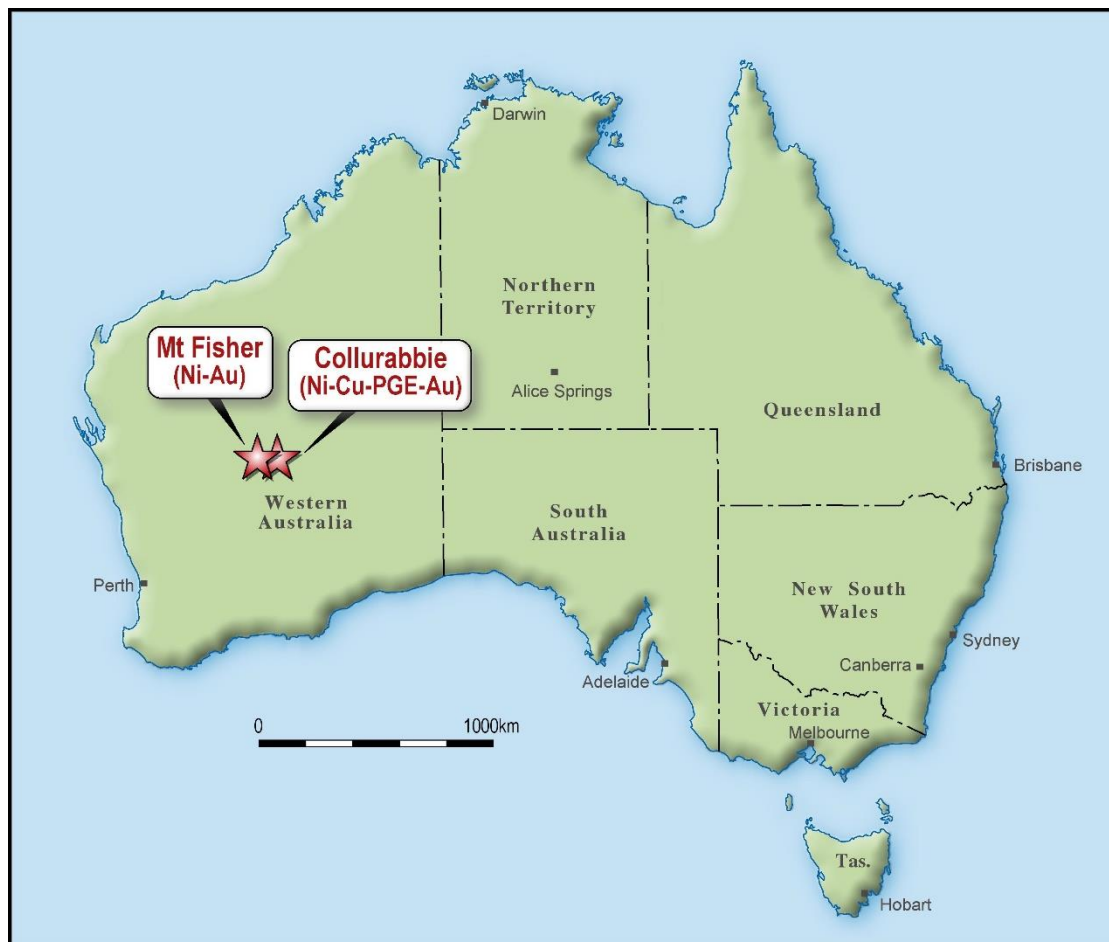 Darwin
Northern
Territory
Mt Fisher
(Ni-Au)
Collurabbie
(Ni-Cu-PGE-Au)
Alice Springs
Queensland
Brisbane
Western
Australia
South
Australia
Perth
New South
Wales
Sydney
Canberra
Adelaide
Victoria
Melbourne
0
1000km
Tas.
Hobart